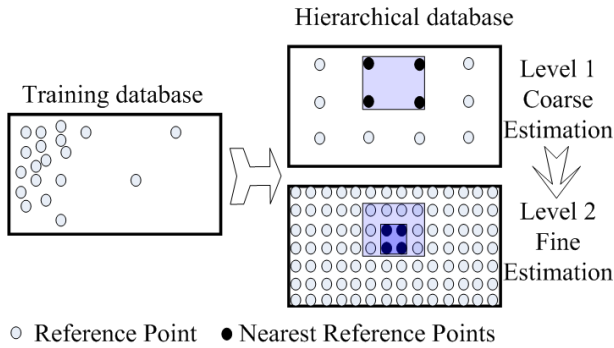 Hierarchical database
Training database
Level 1
Coarse
Estimation
Level 2
Fine
Estimation
Reference Point
Nearest Reference Points